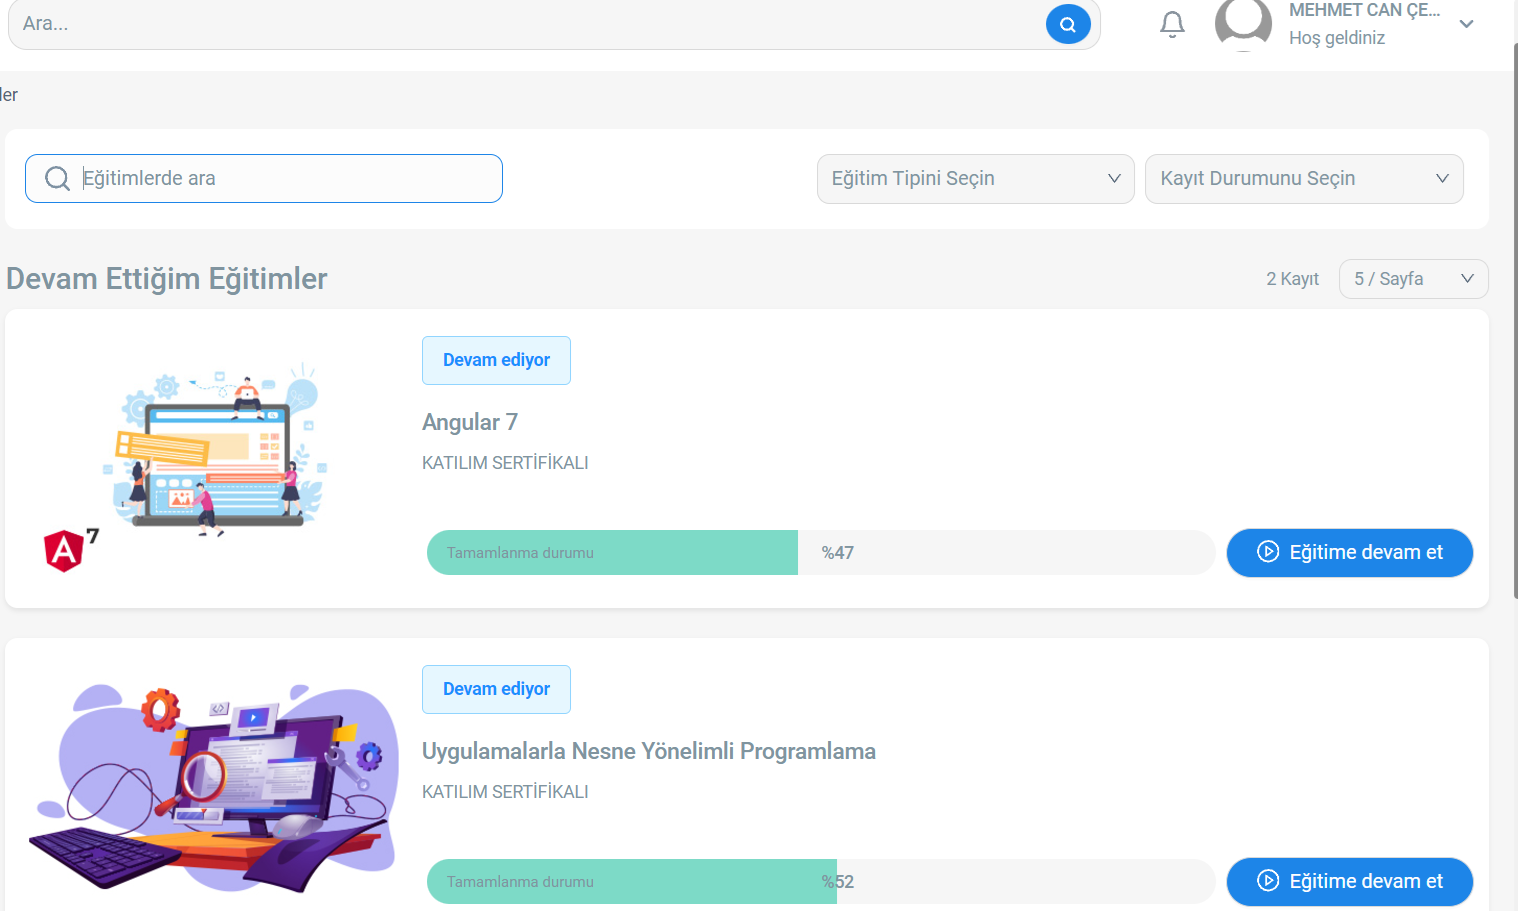 Ara...
MEHMET CAN ÇE...
Hoş geldiniz
ler
Eğitimlerde ara
Eğitim Tipini Seçin
Kayıt Durumunu Seçin
Devam Ettiğim Eğitimler
2 Kayıt
5 / Sayfa
Devam ediyor
Angular 7
KATILIM SERTİFİKALI
A 7
Tamamlanma durumu
%47
Eğitime devam et
Devam ediyor
Uygulamalarla Nesne Yönelimli Programlama
KATILIM SERTİFİKALI
Tamamlanma durumu
%52
Eğitime devam et